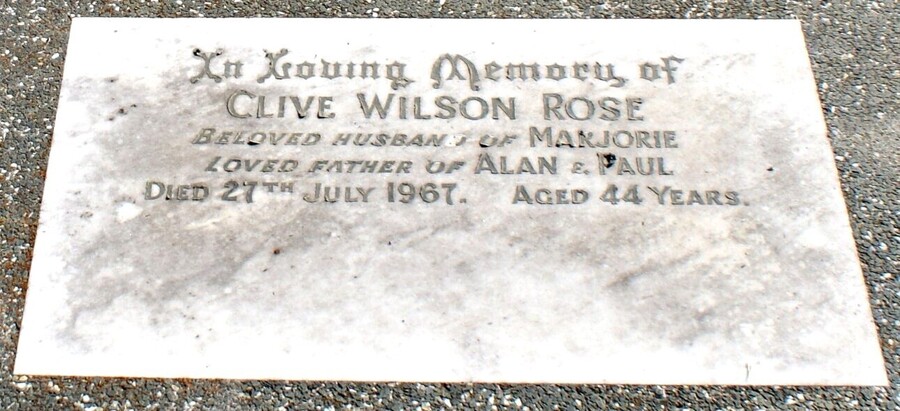 In Loving Memory of
CLIVE WILSON ROSE
BELOVED HUSBAND OF MARJORIE
LOVED FATHER OF ALAN & PAUL
DIED 27TH JULY 1967. AGED 44 YEARS.